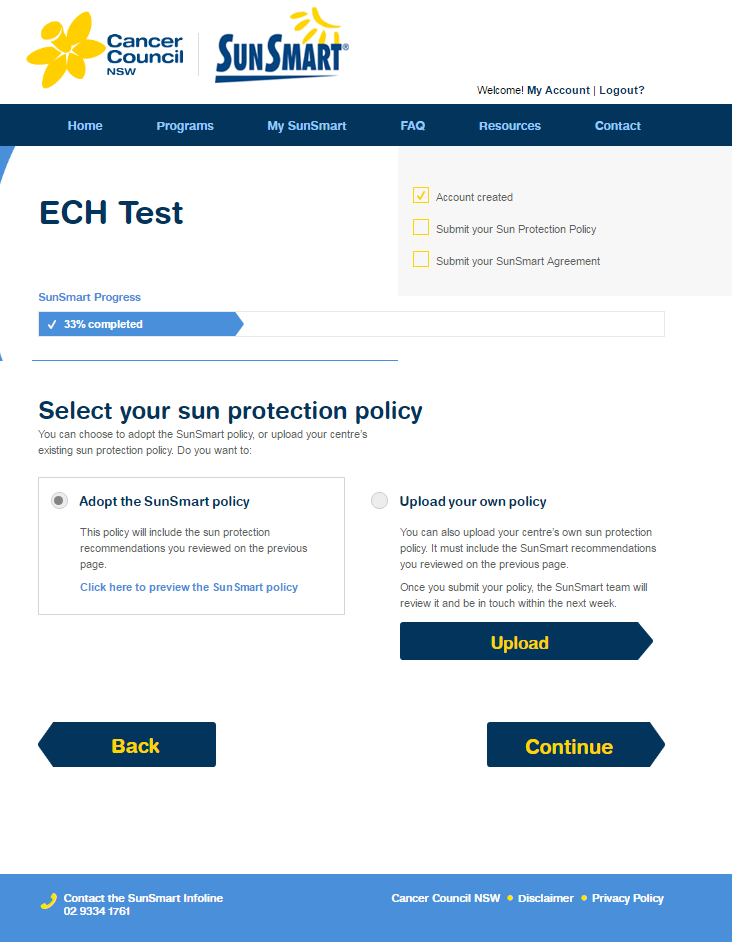 Cancer
Council
NSW
SUNSMART®
Welcome! My Account | Logout?
Home Programs My SunSmart FAQ Resources Contact
ECH Test
Account created
Submit your Sun Protection Policy
Submit your SunSmart Agreement
SunSmart Progress
33% completed
Select your sun protection policy
You can choose to adopt the SunSmart policy, or upload your centre's
existing sun protection policy. Do you want to:
Adopt the SunSmart policy
This policy will include the sun protection
recommendations you reviewed on the previous
page.
Click here to preview the SunSmart policy
Upload your own policy
You can also upload your centre's own sun protection
policy. It must include the SunSmart recommendations
you reviewed on the previous page.
Once you submit your policy, the SunSmart team will
review it and be in touch within the next week.
Upload
Back
Continue
Contact the SunSmart Infoline
02 9334 1761
Cancer Council NSW • Disclaimer • Privacy Policy